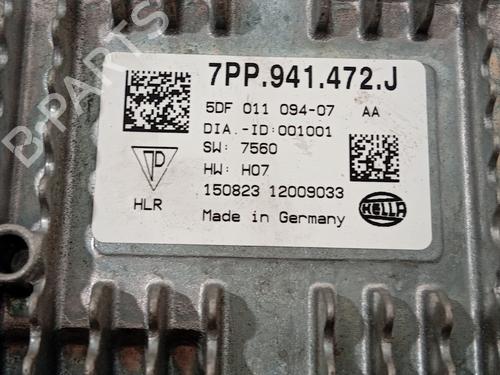 7PP.941.472.J
5DF 011 094-07 AA
DIA.-ID:001001
SW: 7560
HW: H07
150823 12009033
HLR
Made in Germany
HELLA
B-Parts